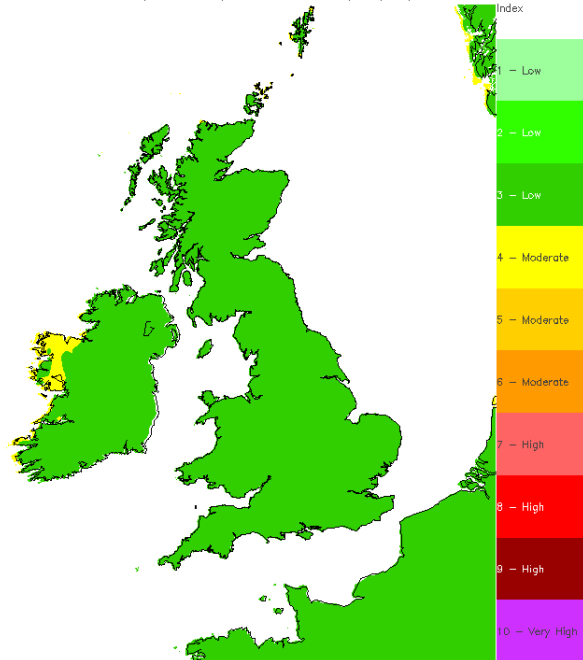 Index
1 - Low
2 - Low
3 - Low
4 - Moderate
5 - Moderate
6 - Moderate
7 - High
8 - High
9 - High
10 - Very High